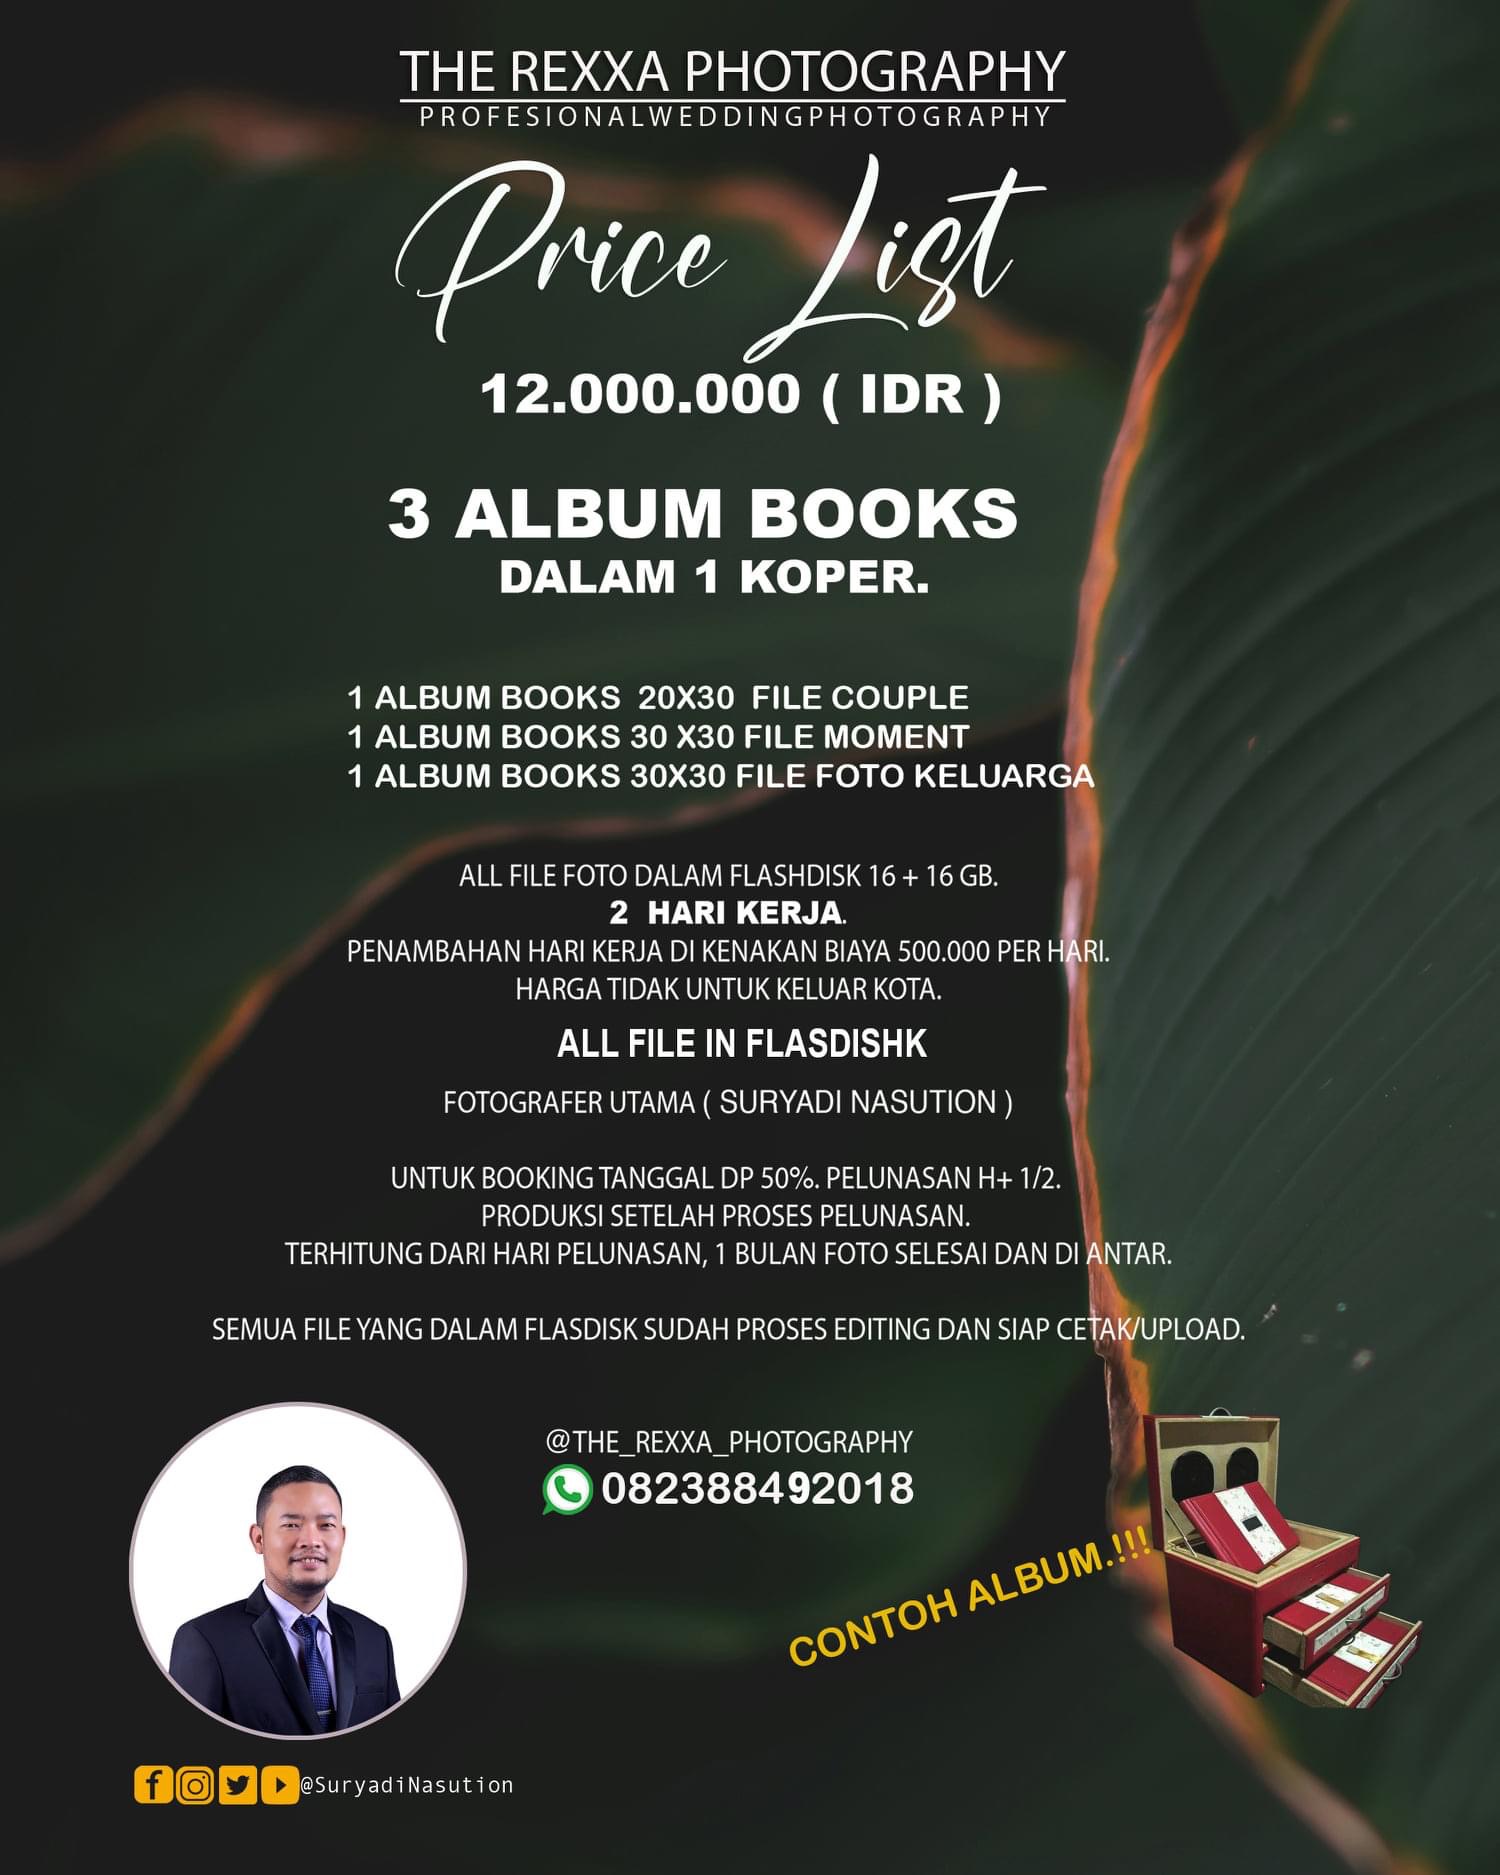 THE REXXA PHOTOGRAPHY
PROFESIONALWEDDINGPHOTOGRAPHY
Price List
12.000.000 ( IDR )
3 ALBUM BOOKS
DALAM 1 KOPER.
1 ALBUM BOOKS 20X30 FILE COUPLE
1 ALBUM BOOKS 30 X30 FILE MOMENT
1 ALBUM BOOKS 30X30 FILE FOTO KELUARGA
ALL FILE FOTO DALAM FLASHDISK 16 + 16 GB.
2 HARI KERJA.
PENAMBAHAN HARI KERJA DI KENAKAN BIAYA 500.000 PER HARI.
HARGA TIDAK UNTUK KELUAR KOTA.
ALL FILE IN FLASDISHK
FOTOGRAFER UTAMA ( SURYADI NASUTION )
UNTUK BOOKING TANGGAL DP 50%. PELUNASAN H+ 1/2.
PRODUKSI SETELAH PROSES PELUNASAN.
TERHITUNG DARI HARI PELUNASAN, 1 BULAN FOTO SELESAI DAN DI ANTAR.
SEMUA FILE YANG DALAM FLASDISK SUDAH PROSES EDITING DAN SIAP CETAK/UPLOAD.
@THE_REXXA_PHOTOGRAPHY
082388492018
CONTOH ALBUM.!!!
@SuryadiNasution